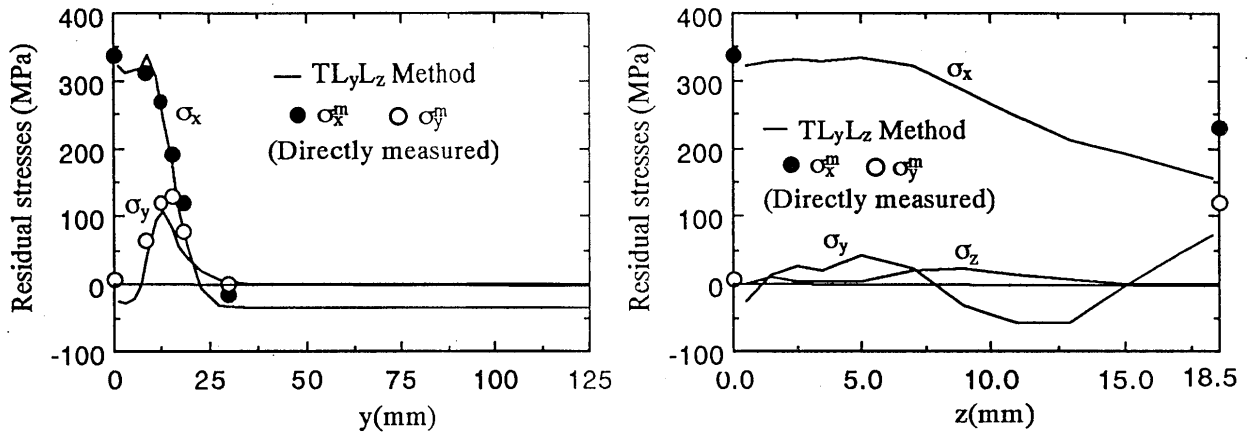 400
300
200
100
0
-100
Residual stresses (MPa)
— TLyLz Method
● σxᵐ ○ σyᵐ
(Directly measured)
σx
σy
0 25 50 75 100 125
y(mm)
400
300
200
100
0
-100
Residual stresses (MPa)
σx
— TLyLz Method
● σxᵐ ○ σyᵐ
(Directly measured)
σy
σz
0.0 5.0 10.0 15.0 18.5
z(mm)